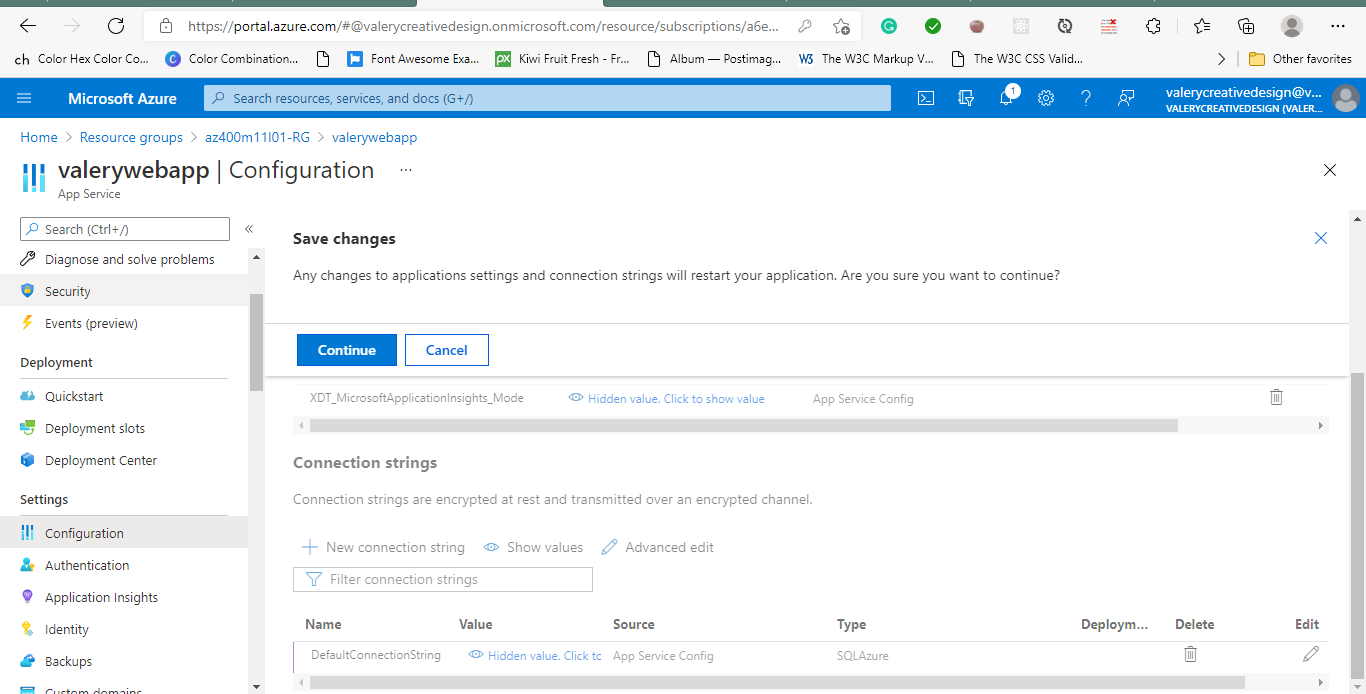 https://portal.azure.com/#@valerycreativedesign.onmicrosoft.com/resource/subscriptions/a6e...
ch Color Hex Color Co... C Color Combination... Font Awesome Exa... px Kiwi Fruit Fresh - Fr... Album — Postimag... W3 The W3C Markup V... The W3C CSS Valid... Other favorites
Microsoft Azure Search resources, services, and docs (G+/) 1 valerycreativedesign@v...
VALERYCREATIVEDESIGN (VALER...
Home > Resource groups > az400m11l01-RG > valerywebapp
valerywebapp | Configuration ...
App Service
Search (Ctrl+/) «
Diagnose and solve problems
Security
Events (preview)
Deployment
Quickstart
Deployment slots
Deployment Center
Settings
Configuration
Authentication
Application Insights
Identity
Backups
Custom domains
Save changes
Any changes to applications settings and connection strings will restart your application. Are you sure you want to continue?
Continue Cancel
XDT_MicrosoftApplicationInsights_Mode Hidden value. Click to show value App Service Config
Connection strings
Connection strings are encrypted at rest and transmitted over an encrypted channel.
New connection string Show values Advanced edit
Filter connection strings
Name Value Source Type Deploym... Delete Edit
DefaultConnectionString Hidden value. Click tc App Service Config SQLAzure